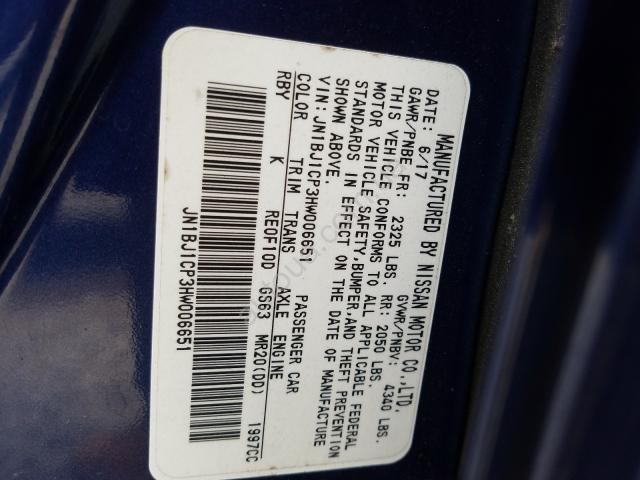 MANUFACTURED BY NISSAN MOTOR CO.,LTD.
DATE: 6/17 GVWR/PNBV: 4340 LBS.
GAWR/PNBE FR: 2325 LBS. RR: 2050 LBS.
THIS VEHICLE CONFORMS TO ALL APPLICABLE FEDERAL
MOTOR VEHICLE SAFETY,BUMPER,AND THEFT PREVENTION
STANDARDS IN EFFECT ON THE DATE OF MANUFACTURE
SHOWN ABOVE.
VIN:JN1BJ1CP3HW006651 PASSENGER CAR
COLOR TRIM TRANS AXLE ENGINE
RBY K RE0F10D GS63 MR20(DD) 1997CC
JN1BJ1CP3HW006651